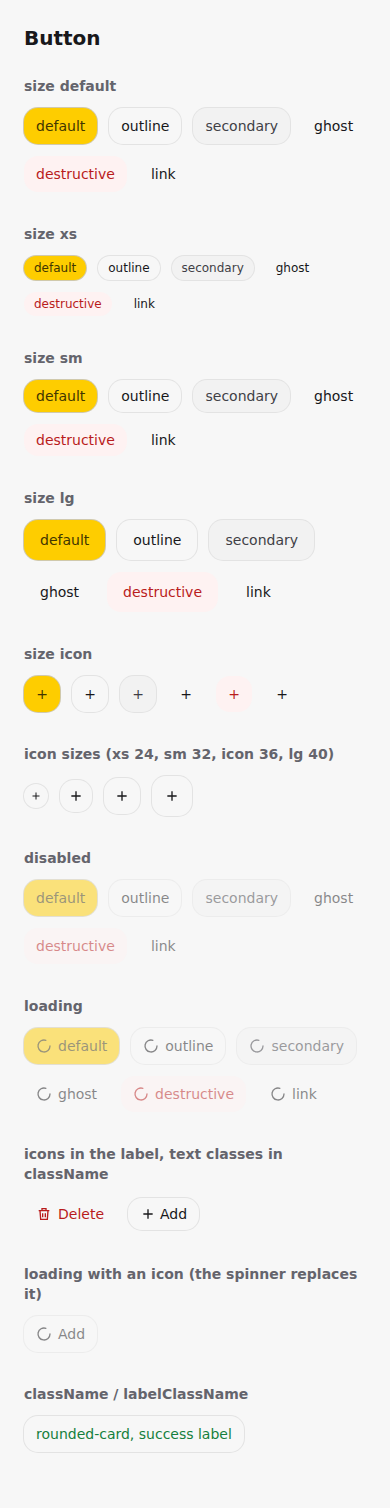 Button
size default
default outline secondary ghost
destructive link
size xs
default outline secondary ghost
destructive link
size sm
default outline secondary ghost
destructive link
size lg
default outline secondary
ghost destructive link
size icon
+ + + + + +
icon sizes (xs 24, sm 32, icon 36, lg 40)
+ + + +
disabled
default outline secondary ghost
destructive link
loading
default outline secondary
ghost destructive link
icons in the label, text classes in
className
Delete + Add
loading with an icon (the spinner replaces
it)
Add
className / labelClassName
rounded-card, success label